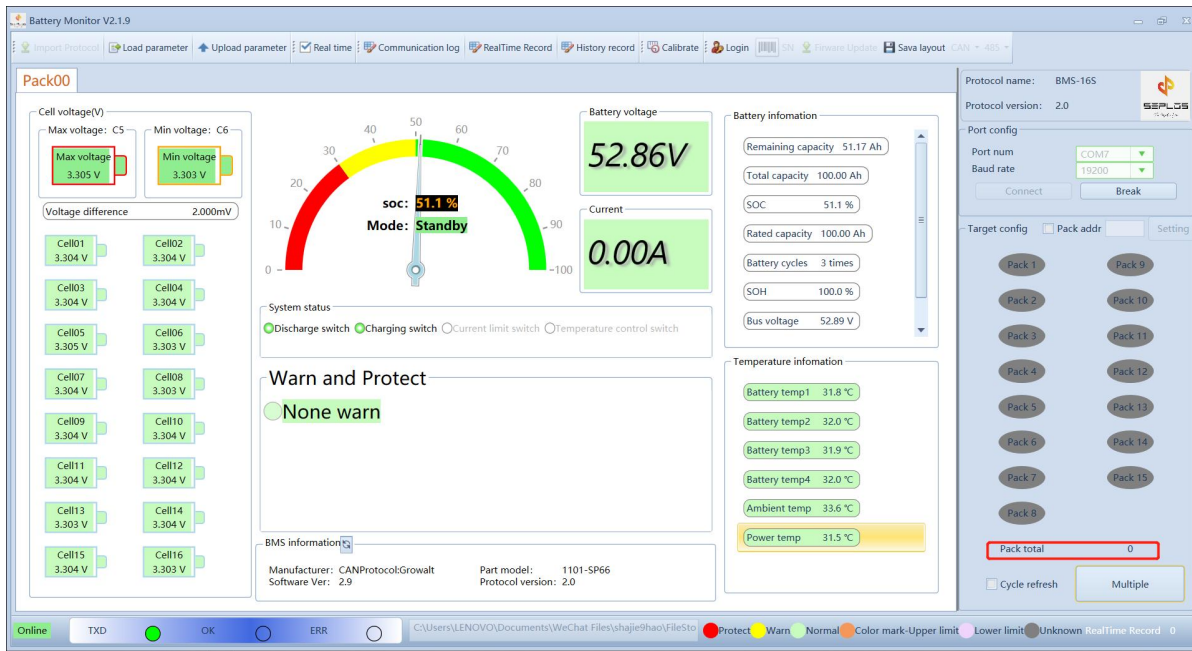 Battery Monitor V2.1.9
Import Protocol Load parameter Upload parameter Real time Communication log RealTime Record History record Calibrate Login SN Firware Update Sava layout CAN 485
Pack00
Cell voltage(V)
Max voltage: C5 Min voltage: C6
Max voltage Min voltage
3.305 V 3.303 V
Voltage difference 2.000mV
Cell01 Cell02
3.304 V 3.304 V
Cell03 Cell04
3.304 V 3.304 V
Cell05 Cell06
3.305 V 3.303 V
Cell07 Cell08
3.304 V 3.303 V
Cell09 Cell10
3.304 V 3.304 V
Cell11 Cell12
3.304 V 3.304 V
Cell13 Cell14
3.303 V 3.304 V
Cell15 Cell16
3.304 V 3.303 V
0 10 20 30 40 50 60 70 80 90 100
soc: 51.1 %
Mode: Standby
Battery voltage
52.86V
Current
0.00A
System status
Discharge switch Charging switch Current limit switch Temperature control switch
Warn and Protect
None warn
BMS information
Manufacturer: CANProtocol:Growalt Part model: 1101-SP66
Software Ver: 2.9 Protocol version: 2.0
Battery infomation
Remaining capacity 51.17 Ah
Total capacity 100.00 Ah
SOC 51.1 %
Rated capacity 100.00 Ah
Battery cycles 3 times
SOH 100.0 %
Bus voltage 52.89 V
Temperature infomation
Battery temp1 31.8 ℃
Battery temp2 32.0 ℃
Battery temp3 31.9 ℃
Battery temp4 32.0 ℃
Ambient temp 33.6 ℃
Power temp 31.5 ℃
Protocol name: BMS-16S
Protocol version: 2.0
SEPLOS
Port config
Port num COM7
Baud rate 19200
Connect Break
Target config Pack addr Setting
Pack 1 Pack 9
Pack 2 Pack 10
Pack 3 Pack 11
Pack 4 Pack 12
Pack 5 Pack 13
Pack 6 Pack 14
Pack 7 Pack 15
Pack 8
Pack total 0
Cycle refresh Multiple
Online TXD OK ERR C:\Users\LENOVO\Documents\WeChat Files\shajie9hao\FileSto Protect Warn Normal Color mark-Upper limit Lower limit Unknown RealTime Record 0